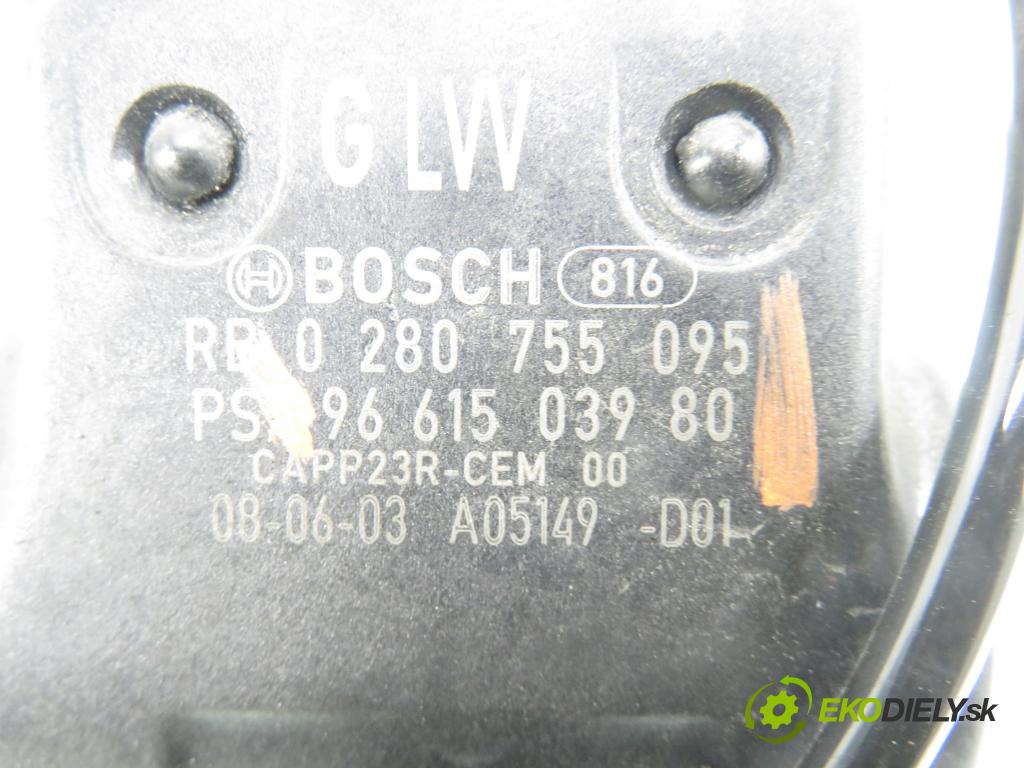 G LW
BOSCH 816
RB 0 280 755 095
96 615 039 80
CAPP23R-CEM 00
08-06-03 A05149 -D01-
EKODIELY.sk